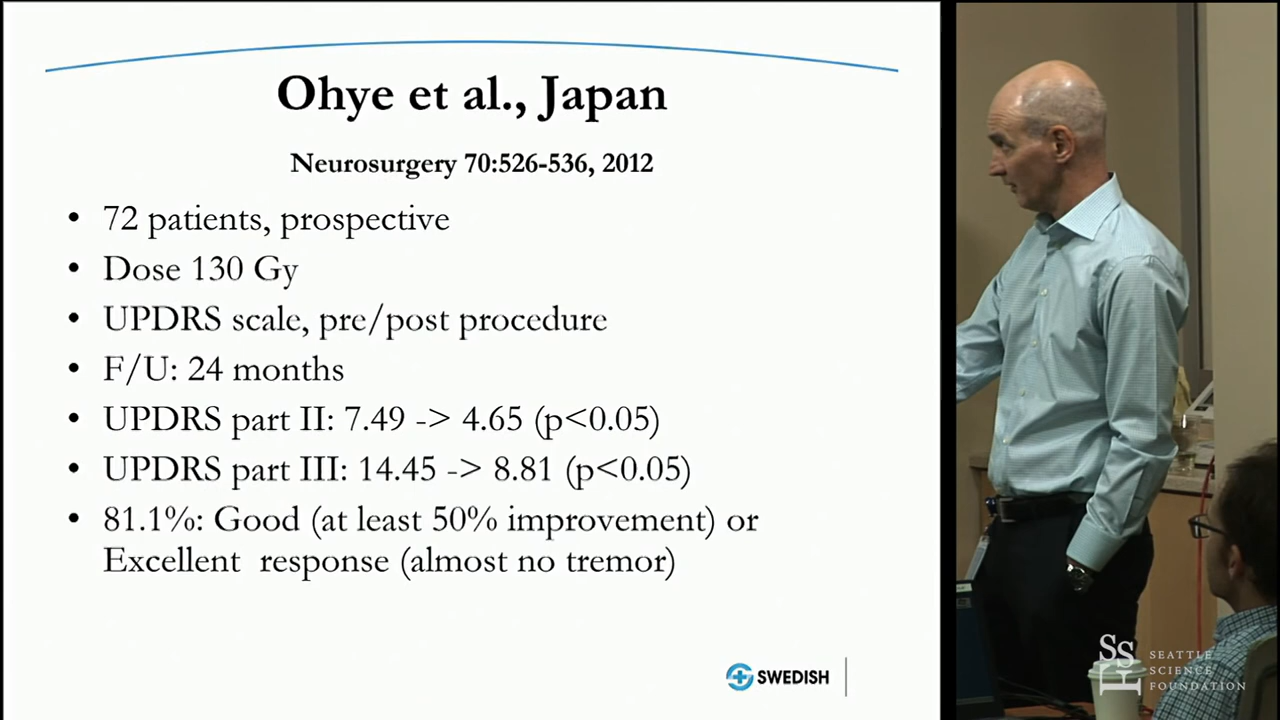 Ohye et al., Japan
Neurosurgery 70:526-536, 2012
• 72 patients, prospective
• Dose 130 Gy
• UPDRS scale, pre/post procedure
• F/U: 24 months
• UPDRS part II: 7.49 -> 4.65 (p<0.05)
• UPDRS part III: 14.45 -> 8.81 (p<0.05)
• 81.1%: Good (at least 50% improvement) or
Excellent response (almost no tremor)
SWEDISH
SSF
SEATTLE
SCIENCE
FOUNDATION